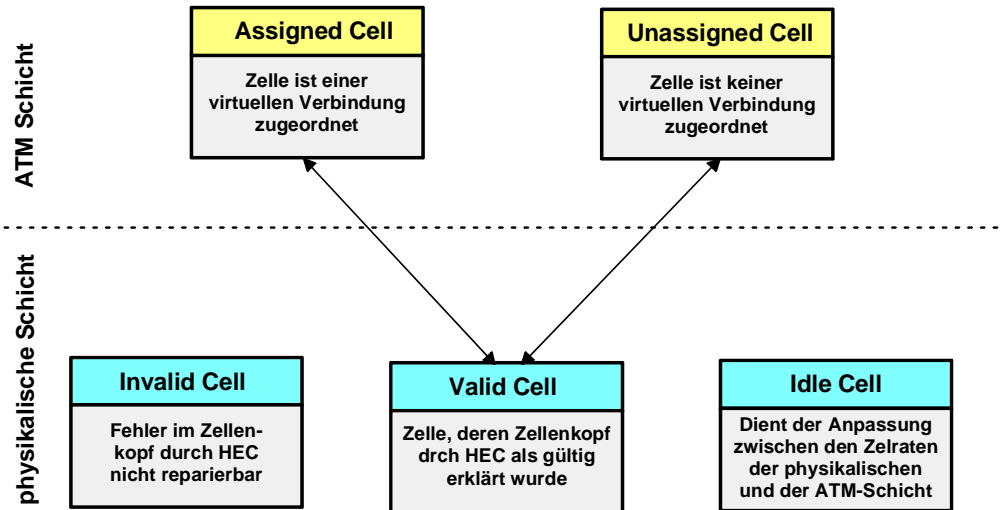 ATM Schicht
Assigned Cell
Zelle ist einer
virtuellen Verbindung
zugeordnet
Unassigned Cell
Zelle ist keiner
virtuellen Verbindung
zugeordnet
physikalische Schicht
Invalid Cell
Fehler im Zellen-
kopf durch HEC
nicht reparierbar
Valid Cell
Zelle, deren Zellenkopf
drch HEC als gültig
erklärt wurde
Idle Cell
Dient der Anpassung
zwischen den Zelraten
der physikalischen
und der ATM-Schicht